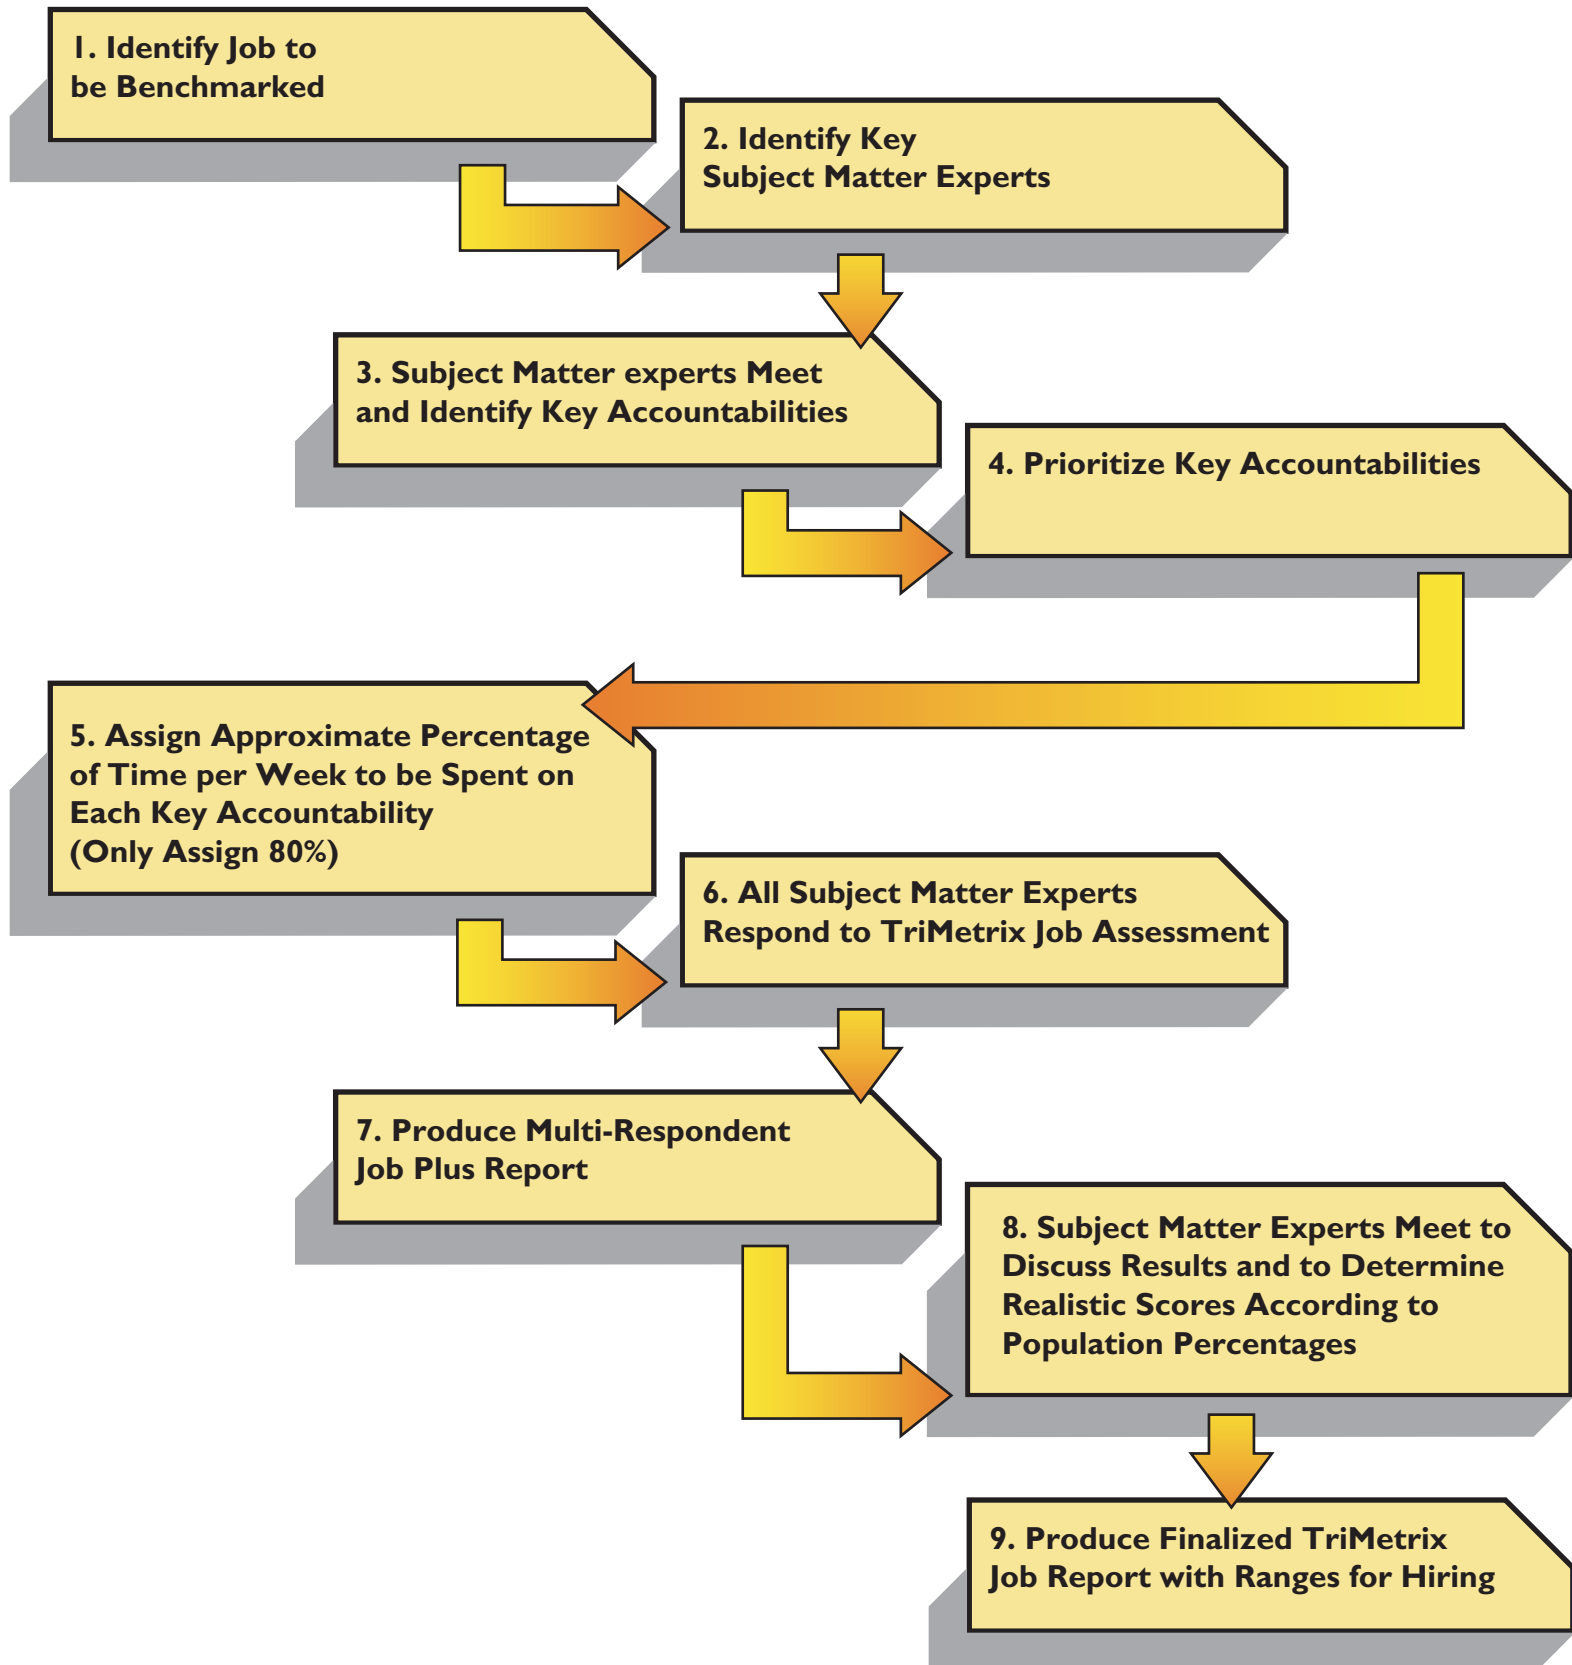 1. Identify Job to
be Benchmarked
2. Identify Key
Subject Matter Experts
3. Subject Matter experts Meet
and Identify Key Accountabilities
4. Prioritize Key Accountabilities
5. Assign Approximate Percentage
of Time per Week to be Spent on
Each Key Accountability
(Only Assign 80%)
6. All Subject Matter Experts
Respond to TriMetrix Job Assessment
7. Produce Multi-Respondent
Job Plus Report
8. Subject Matter Experts Meet to
Discuss Results and to Determine
Realistic Scores According to
Population Percentages
9. Produce Finalized TriMetrix
Job Report with Ranges for Hiring